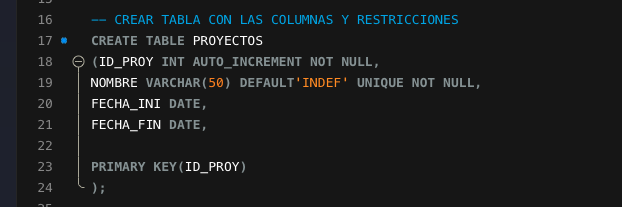 16 -- CREAR TABLA CON LAS COLUMNAS Y RESTRICCIONES
17 CREATE TABLE PROYECTOS
18 (ID_PROY INT AUTO_INCREMENT NOT NULL,
19 NOMBRE VARCHAR(50) DEFAULT'INDEF' UNIQUE NOT NULL,
20 FECHA_INI DATE,
21 FECHA_FIN DATE,
22
23 PRIMARY KEY(ID_PROY)
24 );